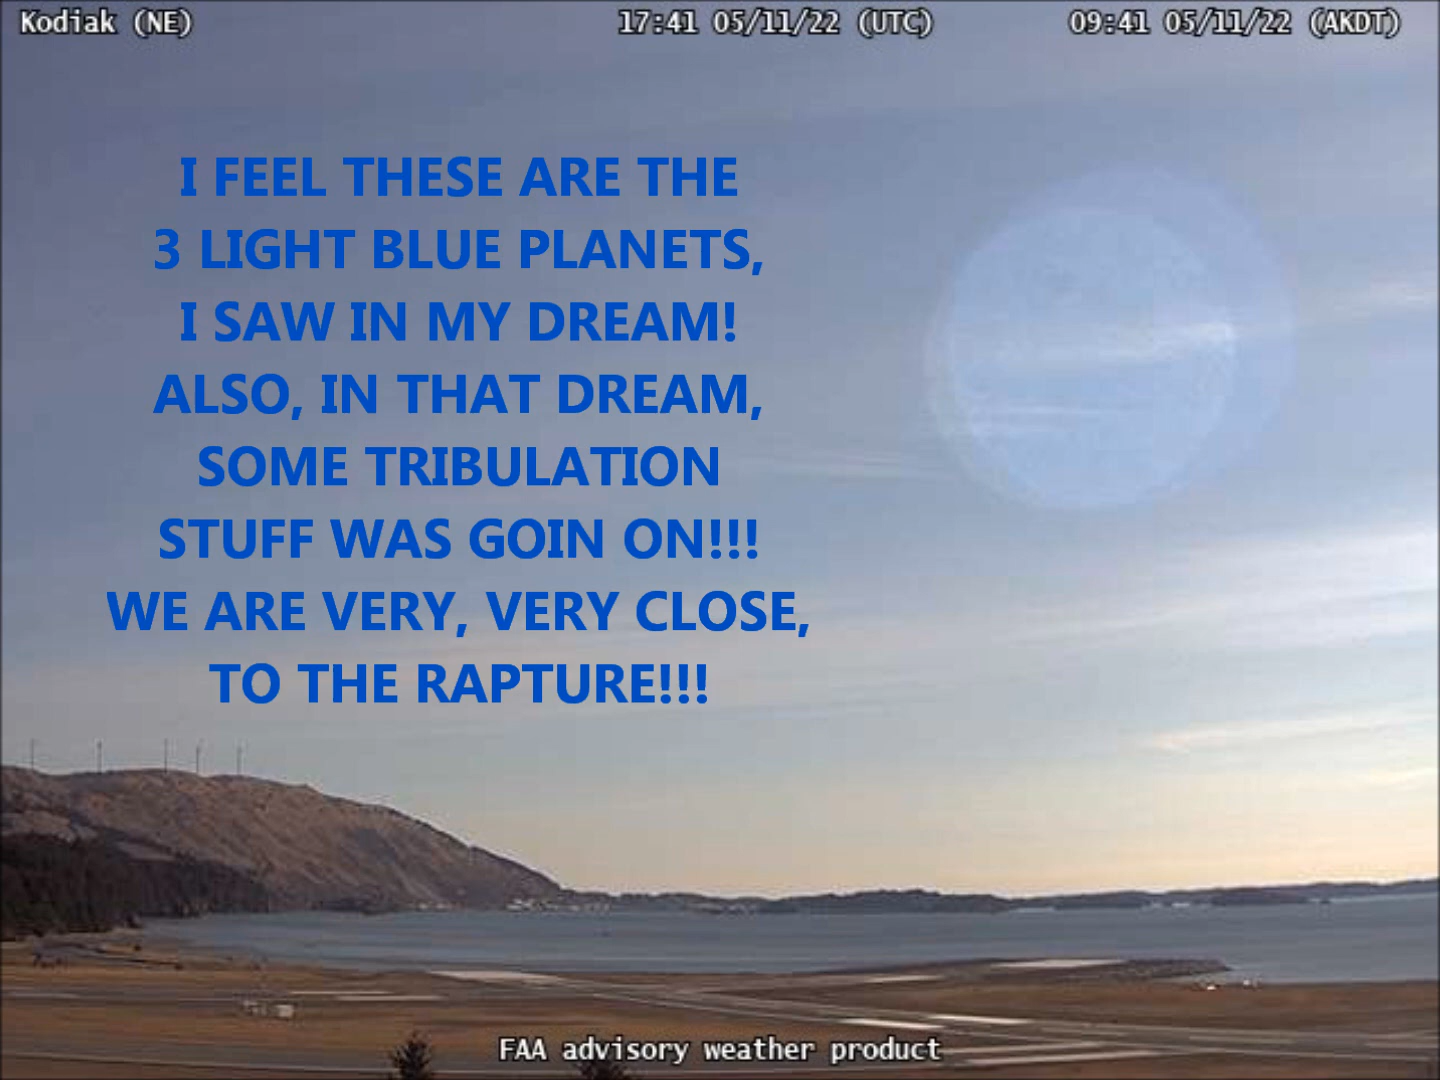 Kodiak (NE) 17:41 05/11/22 (UTC) 09:41 05/11/22 (AKDT)
I FEEL THESE ARE THE
3 LIGHT BLUE PLANETS,
I SAW IN MY DREAM!
ALSO, IN THAT DREAM,
SOME TRIBULATION
STUFF WAS GOIN ON!!!
WE ARE VERY, VERY CLOSE,
TO THE RAPTURE!!!
FAA advisory weather product